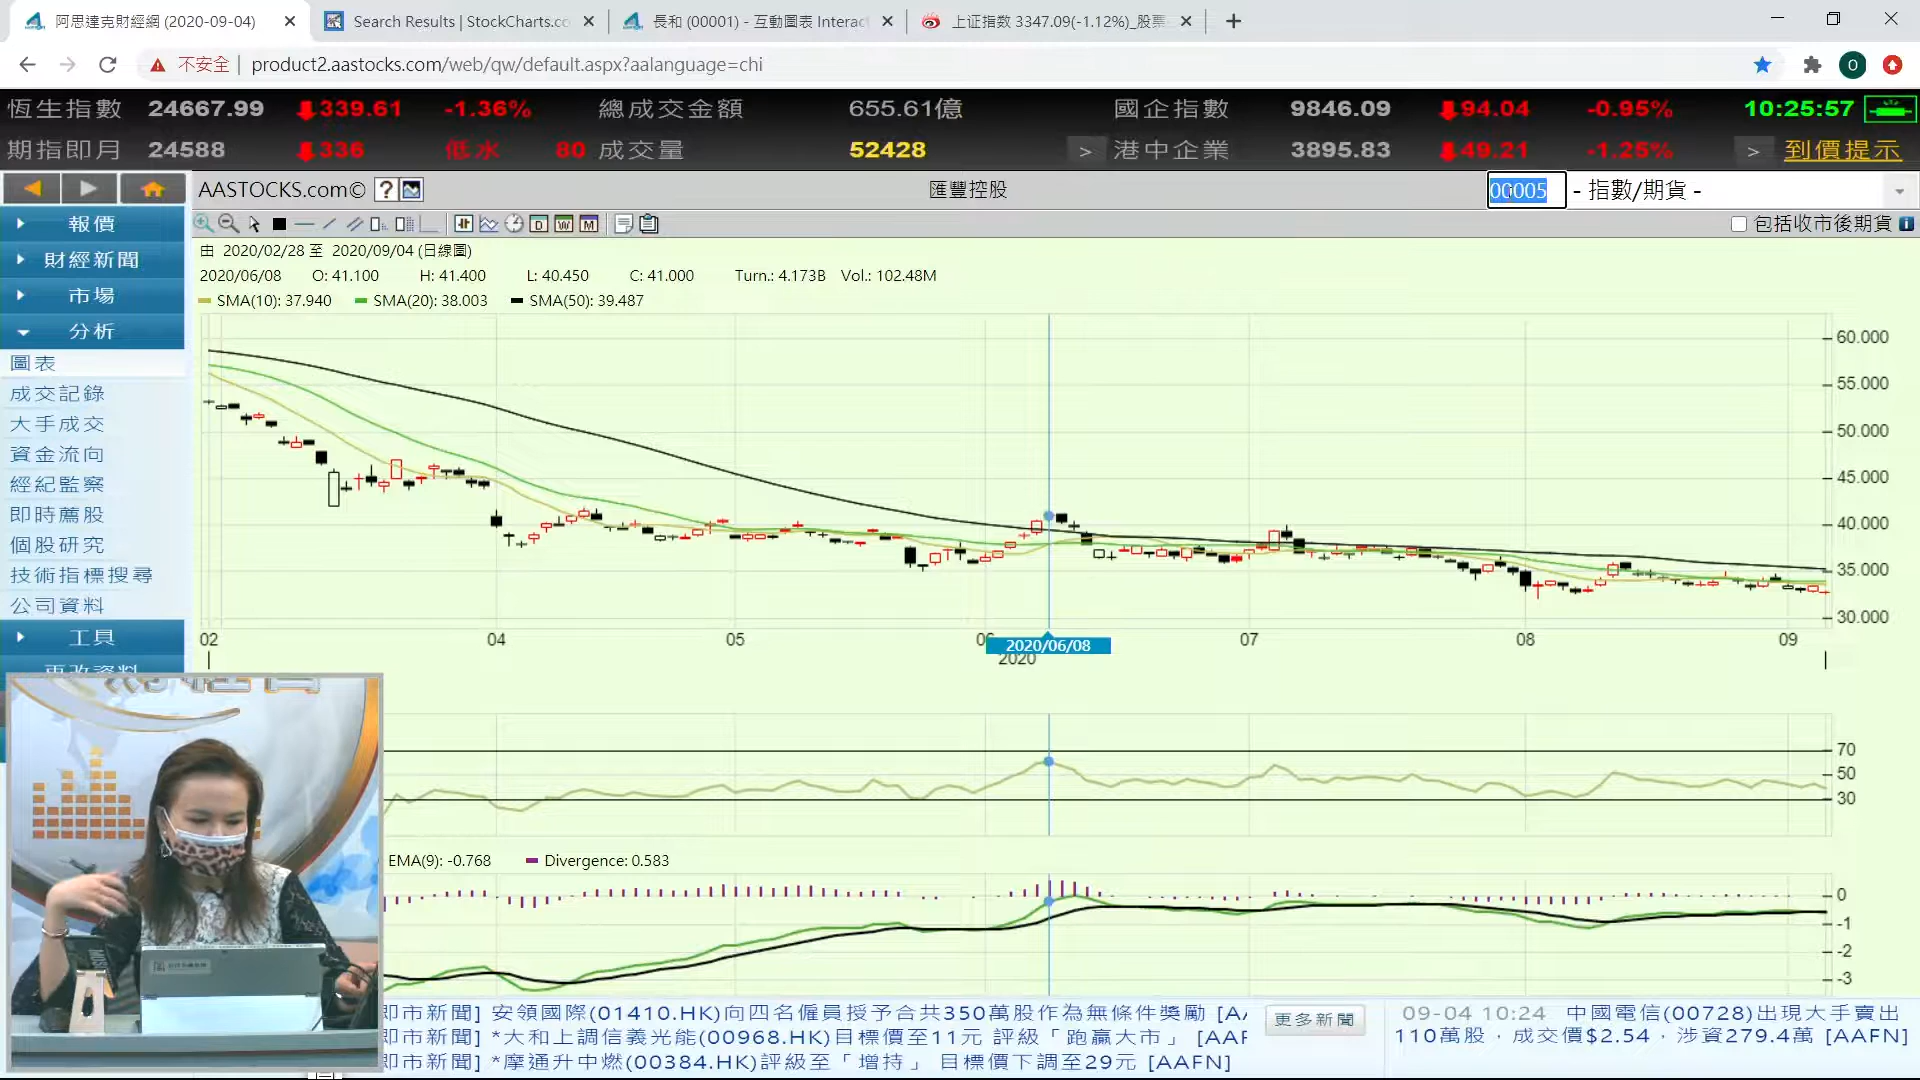 阿思達克財經網 (2020-09-04)
Search Results | StockCharts.co
長和 (00001) - 互動圖表 Interac
上证指数 3347.09(-1.12%)_股票
不安全
product2.aastocks.com/web/qw/default.aspx?aalanguage=chi
O
恆生指數 24667.99 339.61 -1.36% 總成交金額 655.61億 國企指數 9846.09 94.04 -0.95% 10:25:57
期指即月 24588 336 低水 80 成交量 52428 > 港中企業 3895.83 49.21 -1.25% > 到價提示
AASTOCKS.com© ? 匯豐控股 00005 - 指數/期貨 -
報價
財經新聞
市場
分析
圖表
成交記錄
大手成交
資金流向
經紀監察
即時薦股
個股研究
技術指標搜尋
公司資料
工具
更改資料
D W M
包括收市後期貨 i
由 2020/02/28 至 2020/09/04 (日線圖)
2020/06/08 O: 41.100 H: 41.400 L: 40.450 C: 41.000 Turn.: 4.173B Vol.: 102.48M
SMA(10): 37.940 SMA(20): 38.003 SMA(50): 39.487
60.000
55.000
50.000
45.000
40.000
35.000
30.000
02 04 05 06 07 08 09
2020/06/08
2020
70
50
30
EMA(9): -0.768 Divergence: 0.583
0
-1
-2
-3
即市新聞] 安領國際(01410.HK)向四名僱員授予合共350萬股作為無條件獎勵 [A
即市新聞] *大和上調信義光能(00968.HK)目標價至11元 評級「跑贏大市」 [AAF
即市新聞] *摩通升中燃(00384.HK)評級至「增持」 目標價下調至29元 [AAFN]
更多新聞
09-04 10:24 中國電信(00728)出現大手賣出
110萬股，成交價$2.54，涉資279.4萬 [AAFN]